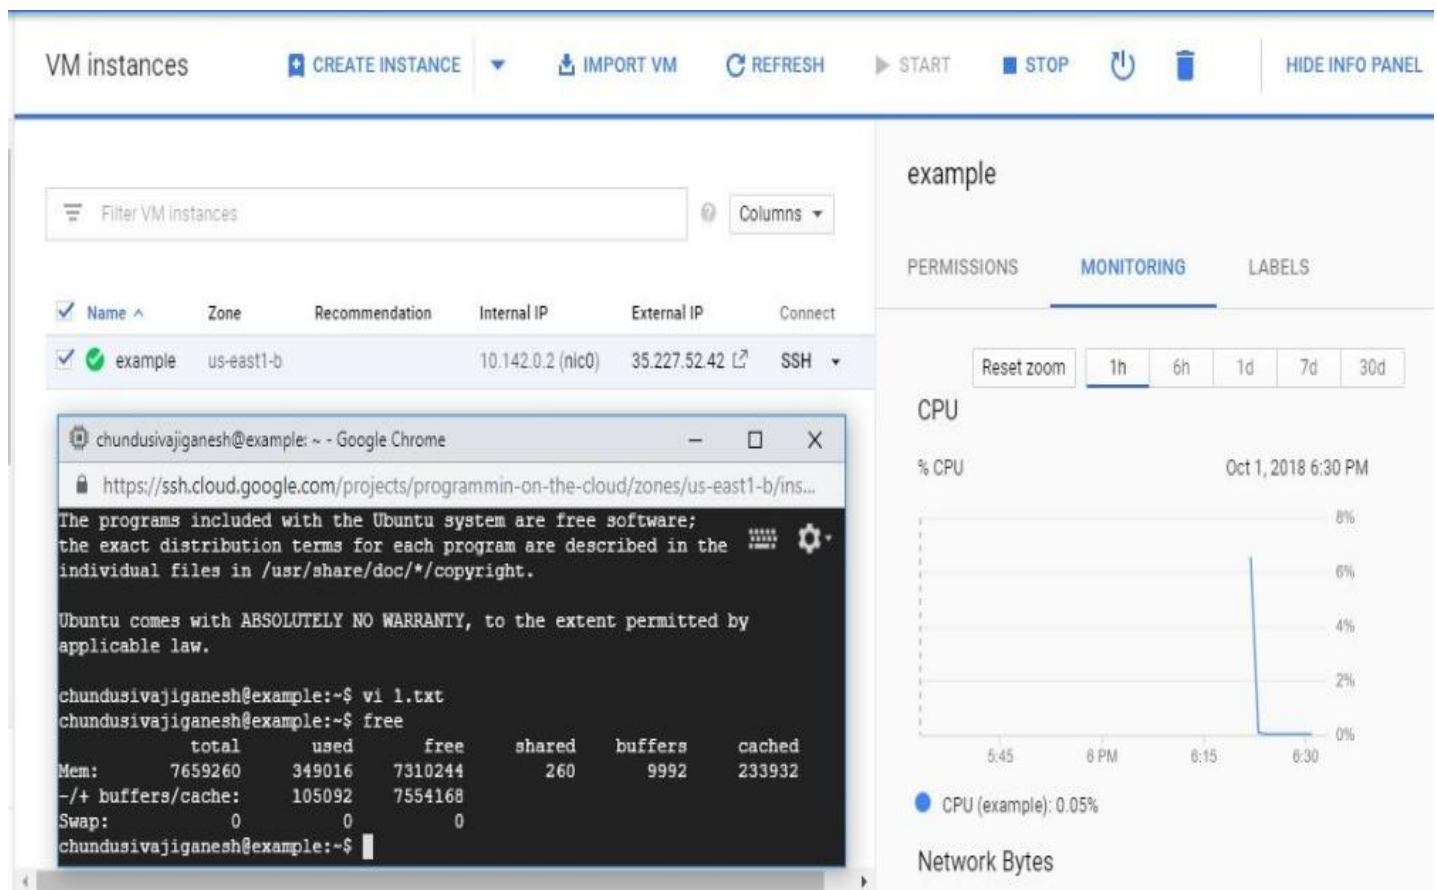 VM instances CREATE INSTANCE IMPORT VM REFRESH START STOP HIDE INFO PANEL
Filter VM instances Columns
Name Zone Recommendation Internal IP External IP Connect
example us-east1-b 10.142.0.2 (nic0) 35.227.52.42 SSH
chundusivajiganesh@example: ~ - Google Chrome
https://ssh.cloud.google.com/projects/programmin-on-the-cloud/zones/us-east1-b/ins...
The programs included with the Ubuntu system are free software;
the exact distribution terms for each program are described in the
individual files in /usr/share/doc/*/copyright.
Ubuntu comes with ABSOLUTELY NO WARRANTY, to the extent permitted by
applicable law.
chundusivajiganesh@example:~$ vi 1.txt
chundusivajiganesh@example:~$ free
total used free shared buffers cached
Mem: 7659260 349016 7310244 260 9992 233932
-/+ buffers/cache: 105092 7554168
Swap: 0 0 0
chundusivajiganesh@example:~$
example
PERMISSIONS MONITORING LABELS
Reset zoom 1h 6h 1d 7d 30d
CPU
% CPU Oct 1, 2018 6:30 PM
8%
6%
4%
2%
0%
5:45 6 PM 6:15 6:30
CPU (example): 0.05%
Network Bytes